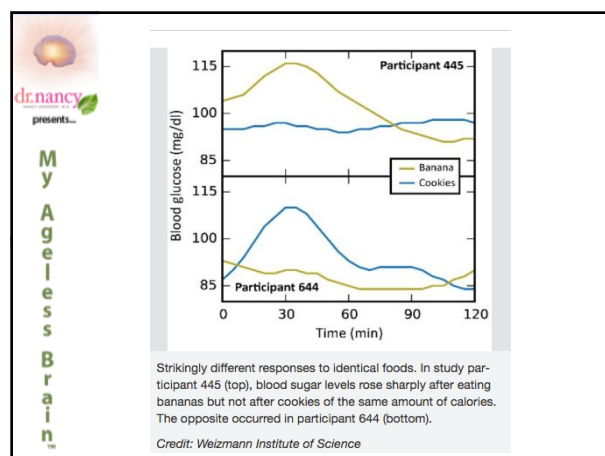 dr.nancy
presents...
My Ageless Brain™
115
100
85
Participant 445
Banana
Cookies
115
100
85
Participant 644
Blood glucose (mg/dl)
0 30 60 90 120
Time (min)
Strikingly different responses to identical foods. In study par-
ticipant 445 (top), blood sugar levels rose sharply after eating
bananas but not after cookies of the same amount of calories.
The opposite occurred in participant 644 (bottom).
Credit: Weizmann Institute of Science